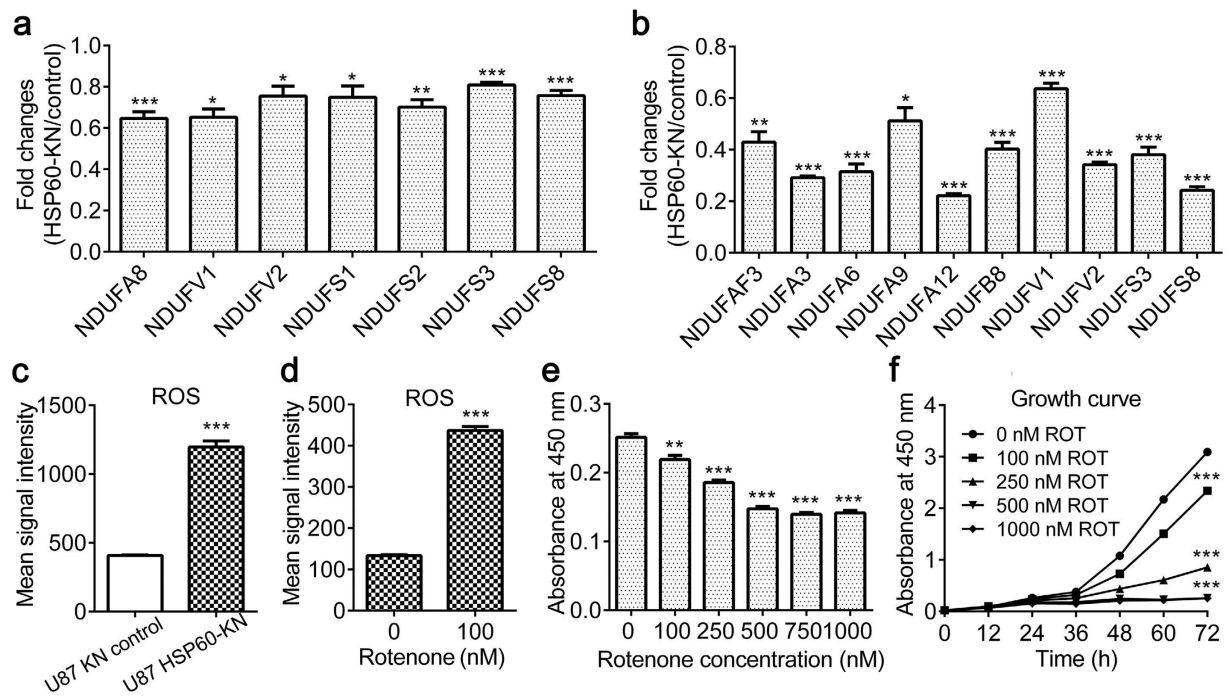 a
Fold changes
(HSP60-KN/control)
1.0
0.8
0.6
0.4
0.2
0.0
***
*
*
*
**
***
***
NDUFA8
NDUFV1
NDUFV2
NDUFS1
NDUFS2
NDUFS3
NDUFS8
b
Fold changes
(HSP60-KN/control)
0.8
0.6
0.4
0.2
0.0
**
***
***
*
***
***
***
***
***
***
NDUFAF3
NDUFA3
NDUFA6
NDUFA9
NDUFA12
NDUFB8
NDUFV1
NDUFV2
NDUFS3
NDUFS8
c
ROS
Mean signal intensity
1500
1000
500
0
***
U87 KN control
U87 HSP60-KN
d
ROS
Mean signal intensity
500
400
300
200
100
0
***
0 100
Rotenone (nM)
e
Absorbance at 450 nm
0.3
0.2
0.1
0.0
**
***
***
***
***
0 100 250 500 750 1000
Rotenone concentration (nM)
f
Growth curve
Absorbance at 450 nm
4
3
2
1
0
0 nM ROT
100 nM ROT
250 nM ROT
500 nM ROT
1000 nM ROT
***
***
***
0 12 24 36 48 60 72
Time (h)